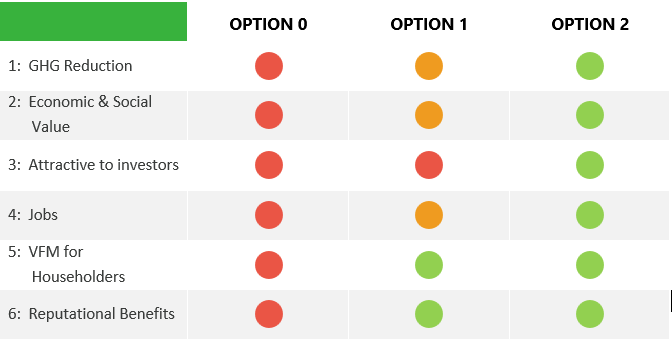 OPTION 0 OPTION 1 OPTION 2
1: GHG Reduction
2: Economic & Social
Value
3: Attractive to investors
4: Jobs
5: VFM for
Householders
6: Reputational Benefits